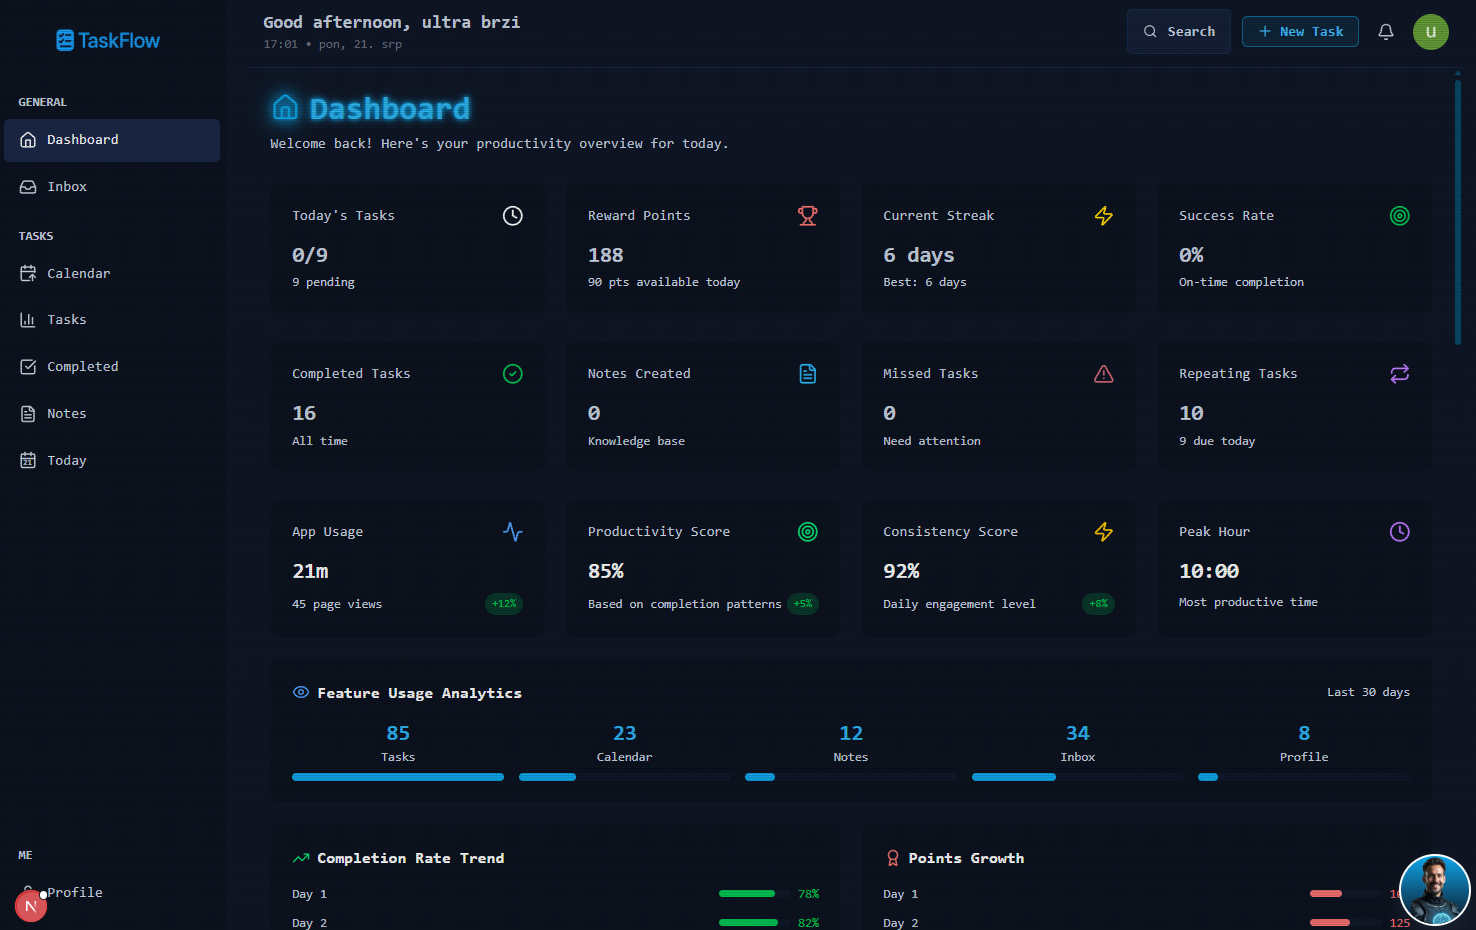 TaskFlow
GENERAL
Dashboard
Inbox
TASKS
Calendar
Tasks
Completed
Notes
21
Today
ME
Profile
N
Good afternoon, ultra brzi
17:01 • pon, 21. srp
Search
New Task
u
Dashboard
Welcome back! Here's your productivity overview for today.
Today's Tasks
0/9
9 pending
Reward Points
188
90 pts available today
Current Streak
6 days
Best: 6 days
Success Rate
0%
On-time completion
Completed Tasks
16
All time
Notes Created
0
Knowledge base
Missed Tasks
0
Need attention
Repeating Tasks
10
9 due today
App Usage
21m
45 page views
+12%
Productivity Score
85%
Based on completion patterns
+5%
Consistency Score
92%
Daily engagement level
+8%
Peak Hour
10:00
Most productive time
Feature Usage Analytics
Last 30 days
85
Tasks
23
Calendar
12
Notes
34
Inbox
8
Profile
Completion Rate Trend
Day 1
78%
Day 2
82%
Points Growth
Day 1
Day 2
125